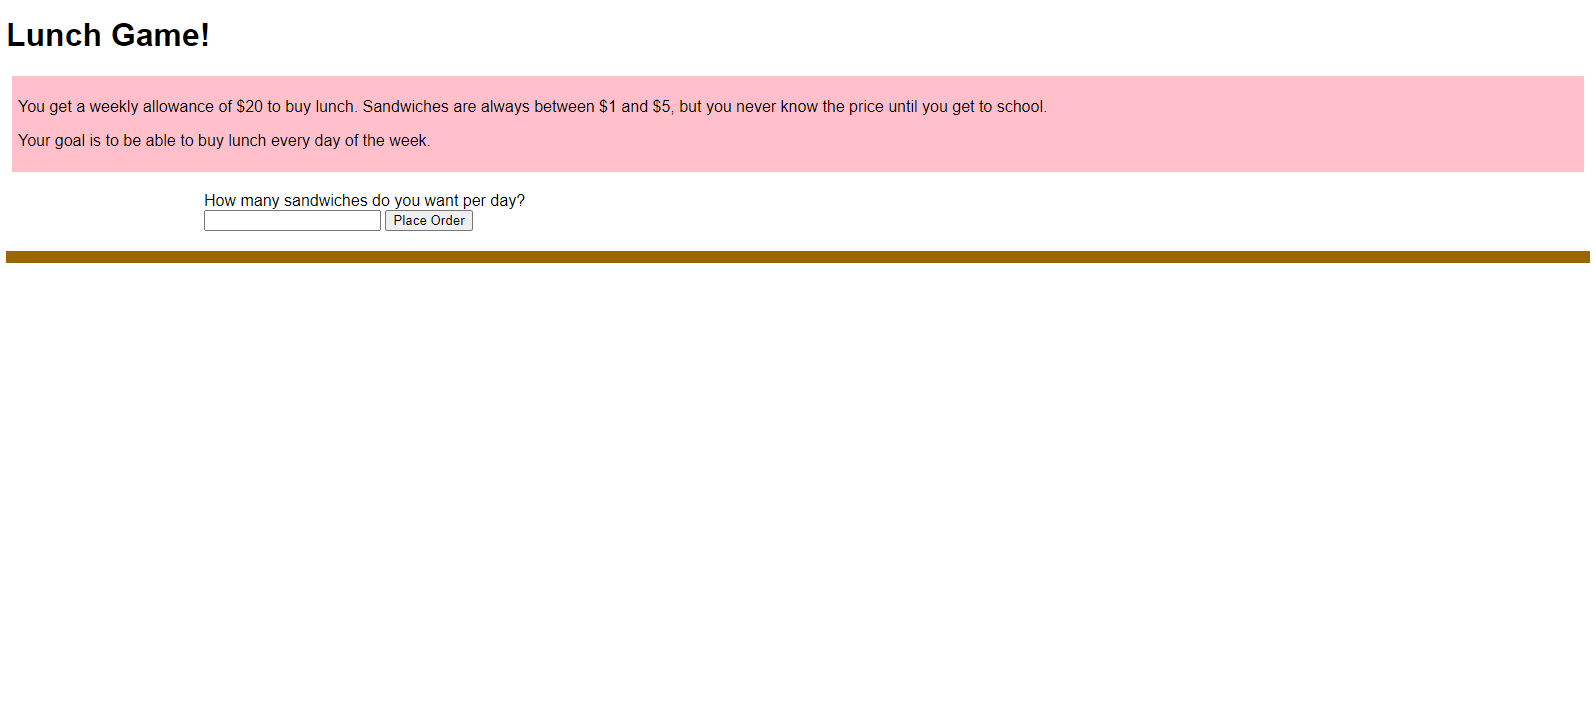 Lunch Game!
You get a weekly allowance of $20 to buy lunch. Sandwiches are always between $1 and $5, but you never know the price until you get to school.
Your goal is to be able to buy lunch every day of the week.
How many sandwiches do you want per day?
Place Order